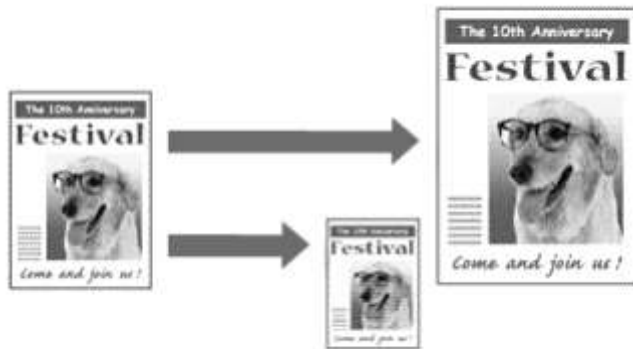 The 10th Anniversary
Festival
Come and join us!
The 10th Anniversary
Festival
Come and join us!
The 10th Anniversary
Festival
Come and join us!